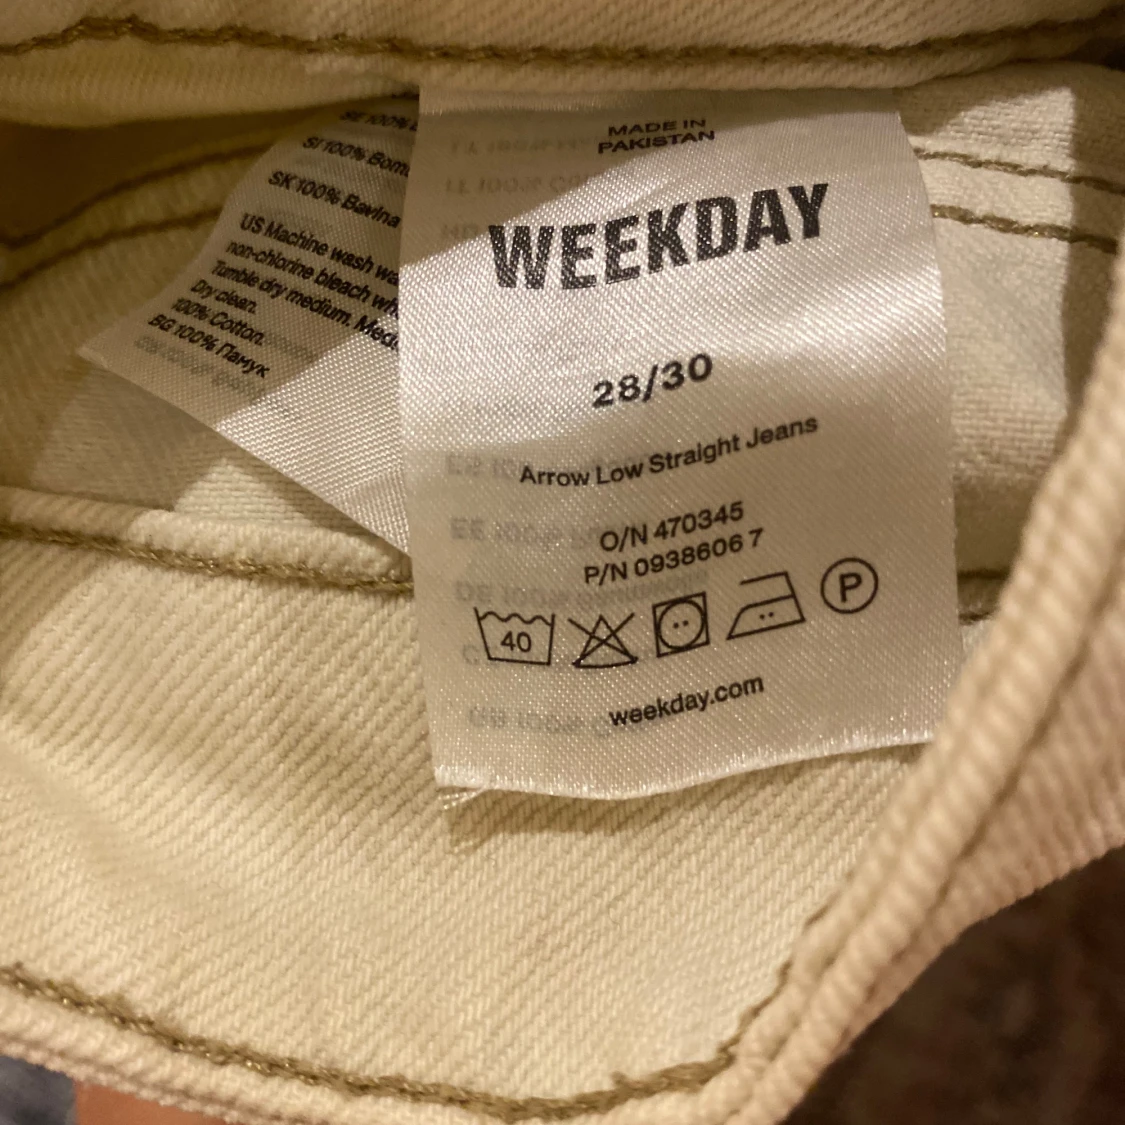 SE 100%
SI 100% Bom
SK 100% Bavlna
US Machine wash
non-chlorine bleach
Tumble dry medium.
Dry clean.
100% Cotton.
BG 100% Памук
MADE IN
PAKISTAN
WEEKDAY
28/30
Arrow Low Straight Jeans
O/N 470345
P/N 0938606 7
40
P
weekday.com